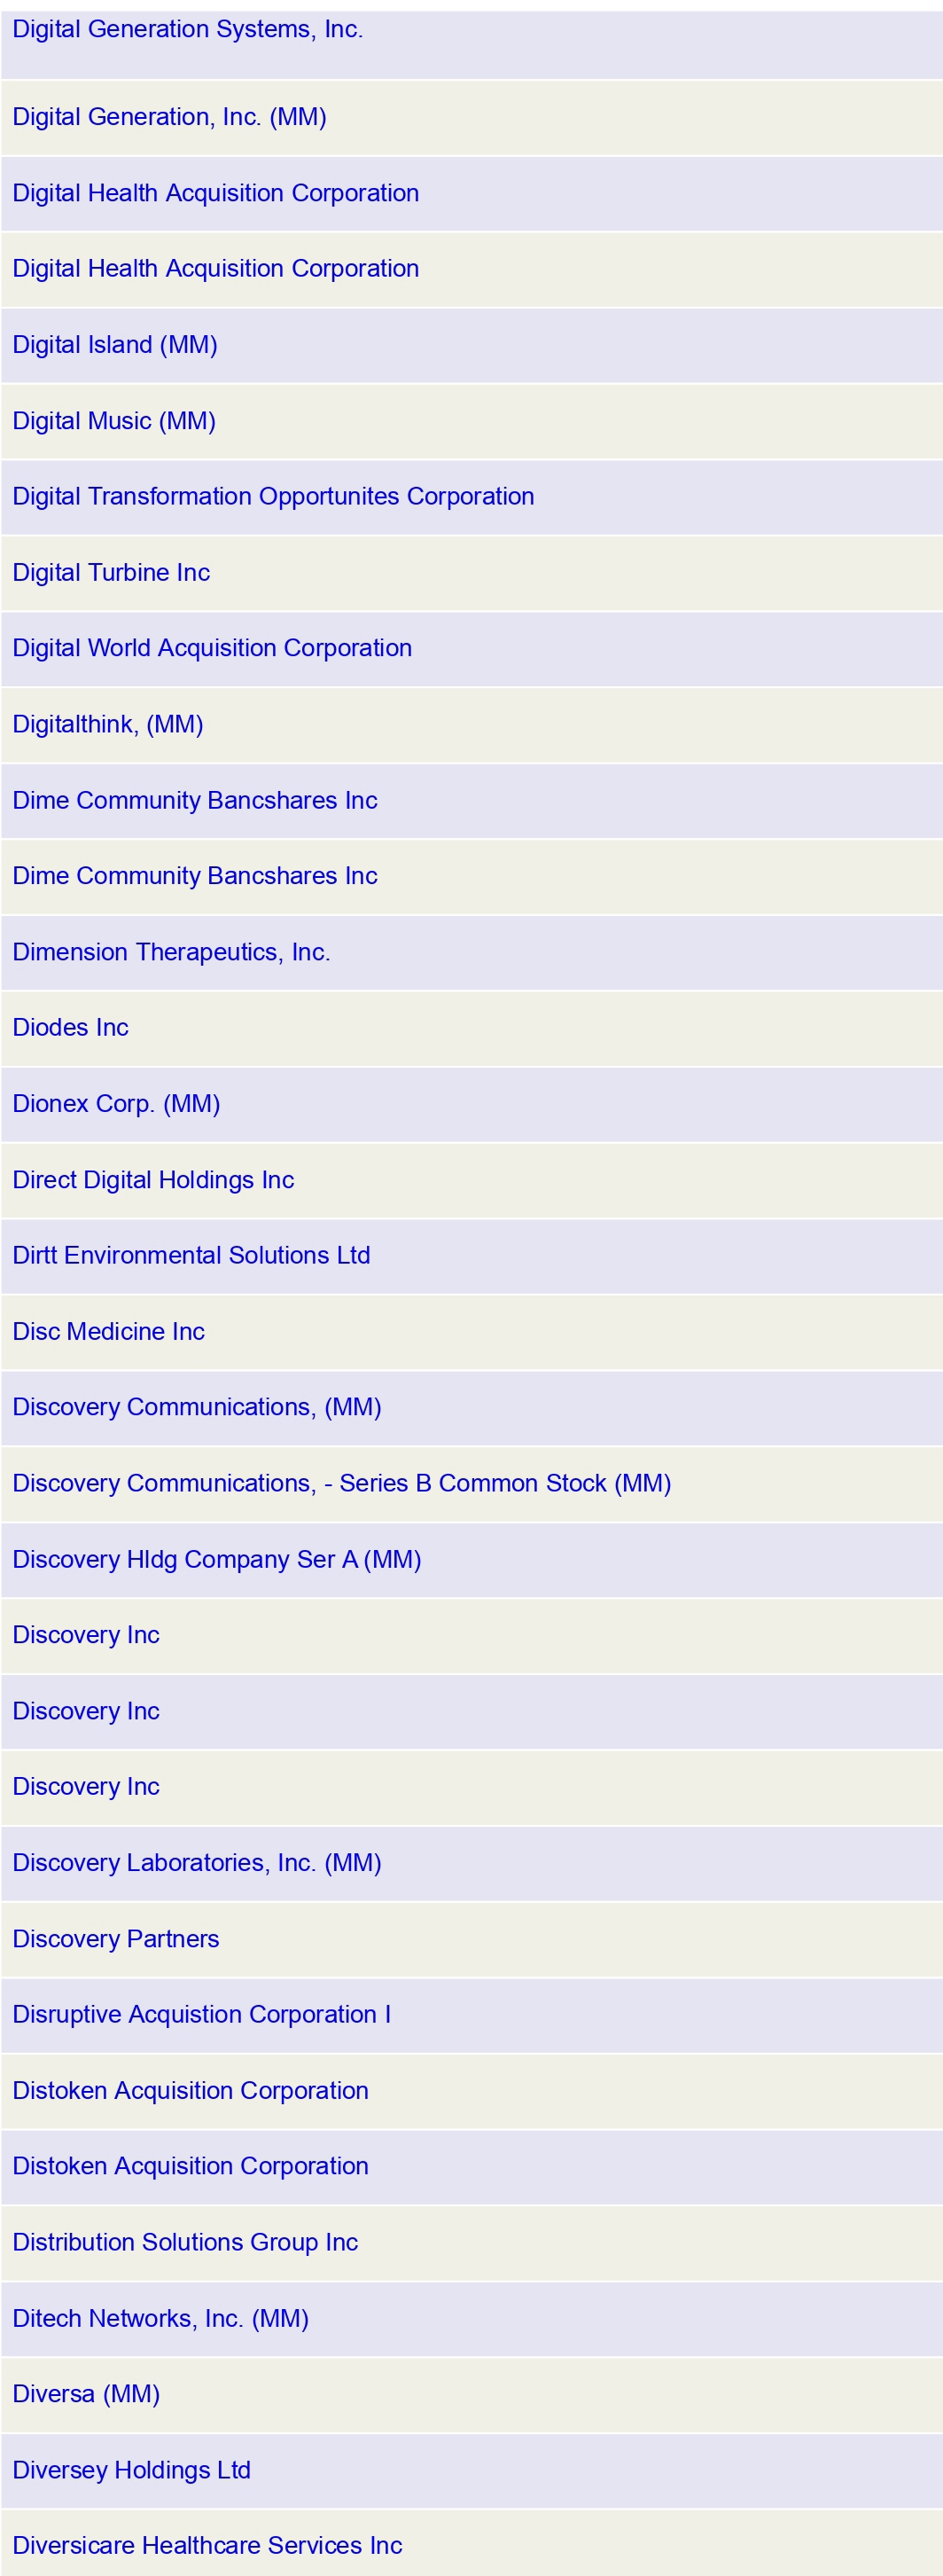 Digital Generation Systems, Inc.
Digital Generation, Inc. (MM)
Digital Health Acquisition Corporation
Digital Health Acquisition Corporation
Digital Island (MM)
Digital Music (MM)
Digital Transformation Opportunites Corporation
Digital Turbine Inc
Digital World Acquisition Corporation
Digitalthink, (MM)
Dime Community Bancshares Inc
Dime Community Bancshares Inc
Dimension Therapeutics, Inc.
Diodes Inc
Dionex Corp. (MM)
Direct Digital Holdings Inc
Dirtt Environmental Solutions Ltd
Disc Medicine Inc
Discovery Communications, (MM)
Discovery Communications, - Series B Common Stock (MM)
Discovery Hldg Company Ser A (MM)
Discovery Inc
Discovery Inc
Discovery Inc
Discovery Laboratories, Inc. (MM)
Discovery Partners
Disruptive Acquistion Corporation I
Distoken Acquisition Corporation
Distoken Acquisition Corporation
Distribution Solutions Group Inc
Ditech Networks, Inc. (MM)
Diversa (MM)
Diversey Holdings Ltd
Diversicare Healthcare Services Inc